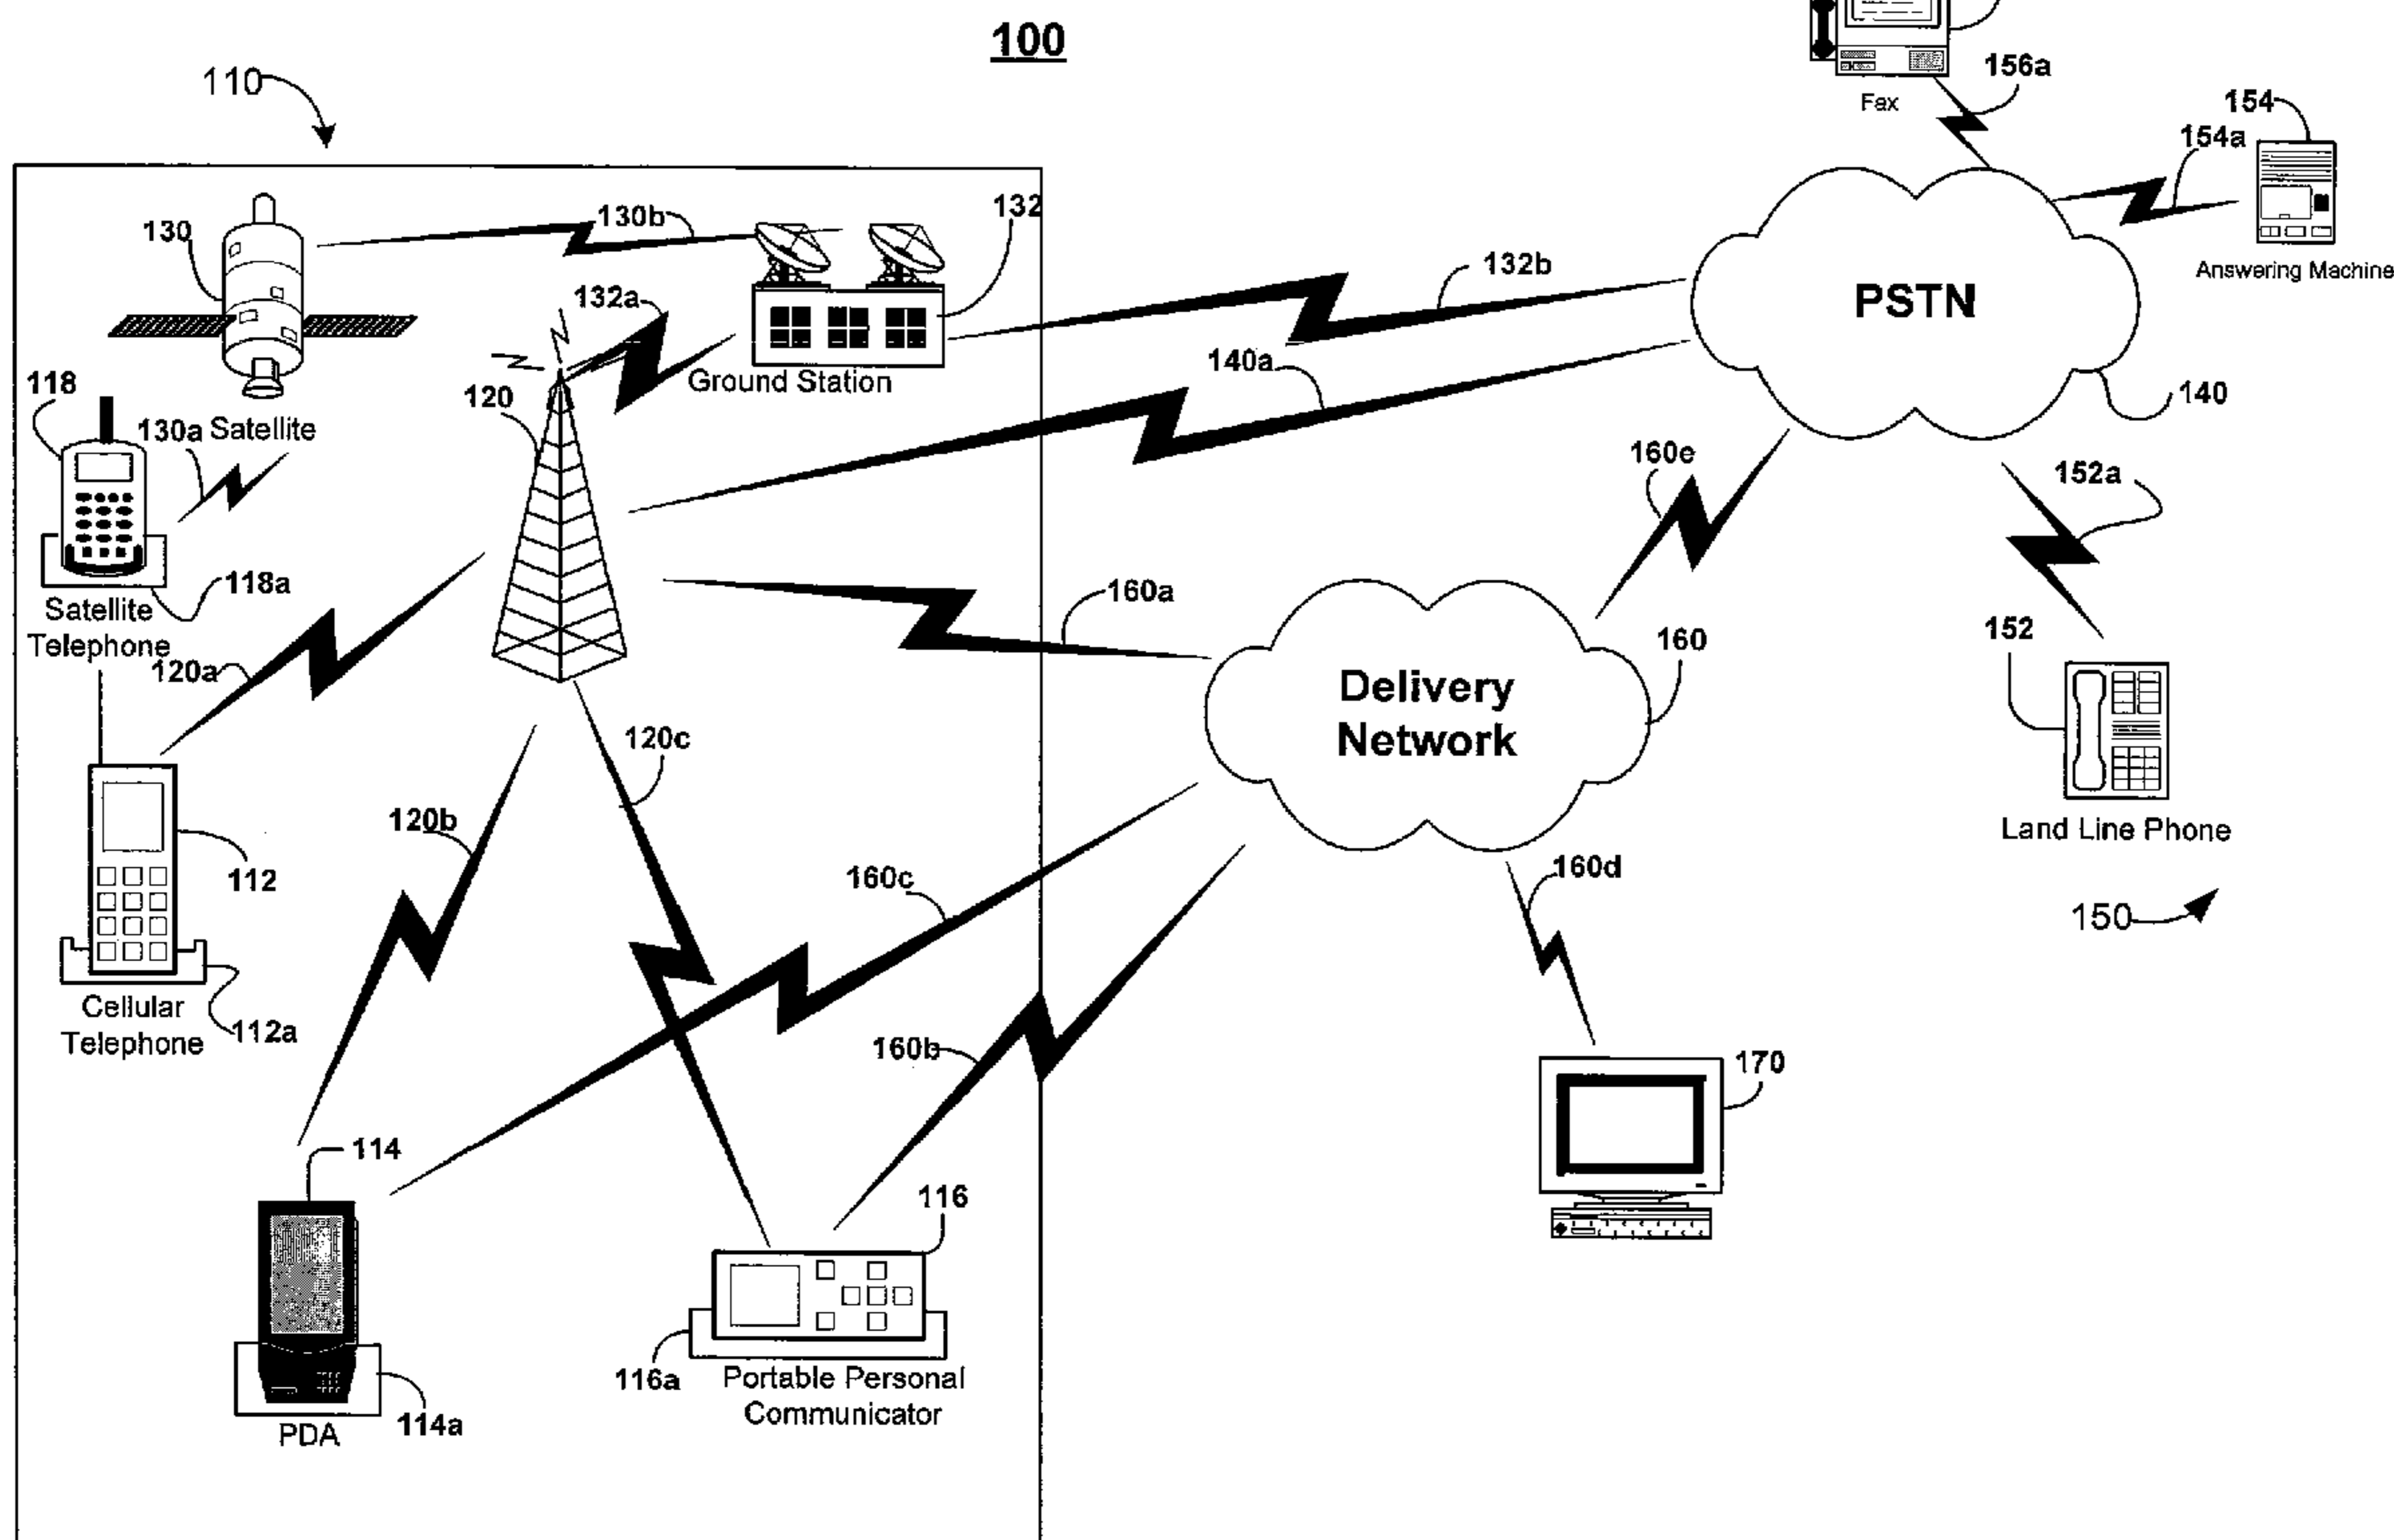 100
110
156a
Fax
154
154a
Answering Machine
130
130b
132
132a
Ground Station
132b
PSTN
140a
140
118
130a
Satellite
120
118a
Satellite
Telephone
120a
160e
152a
160a
160
152
Delivery
Network
Land Line Phone
150
120c
120b
112
160c
160d
Cellular
Telephone
112a
160b
170
114
116
116a
Portable Personal
Communicator
114a
PDA